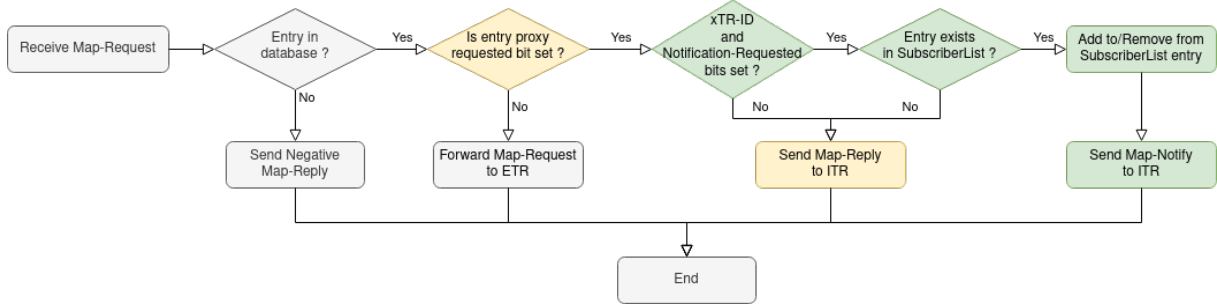 Receive Map-Request
Entry in
database ?
Yes
No
Is entry proxy
requested bit set ?
Yes
No
xTR-ID
and
Notification-Requested
bits set ?
Yes
No
Entry exists
in SubscriberList ?
Yes
No
Add to/Remove from
SubscriberList entry
Send Negative
Map-Reply
Forward Map-Request
to ETR
Send Map-Reply
to ITR
Send Map-Notify
to ITR
End